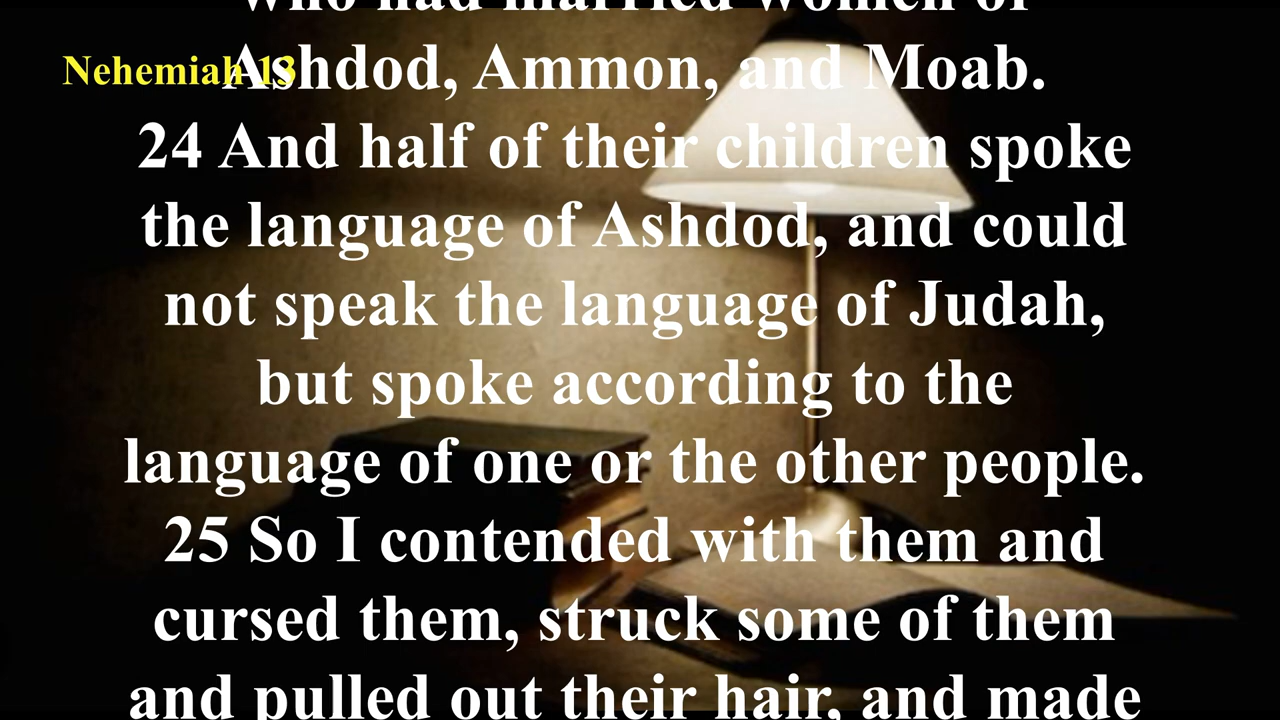 who had married women of
Nehemiah 13
Ashdod, Ammon, and Moab.
24 And half of their children spoke
the language of Ashdod, and could
not speak the language of Judah,
but spoke according to the
language of one or the other people.
25 So I contended with them and
cursed them, struck some of them
and pulled out their hair, and made